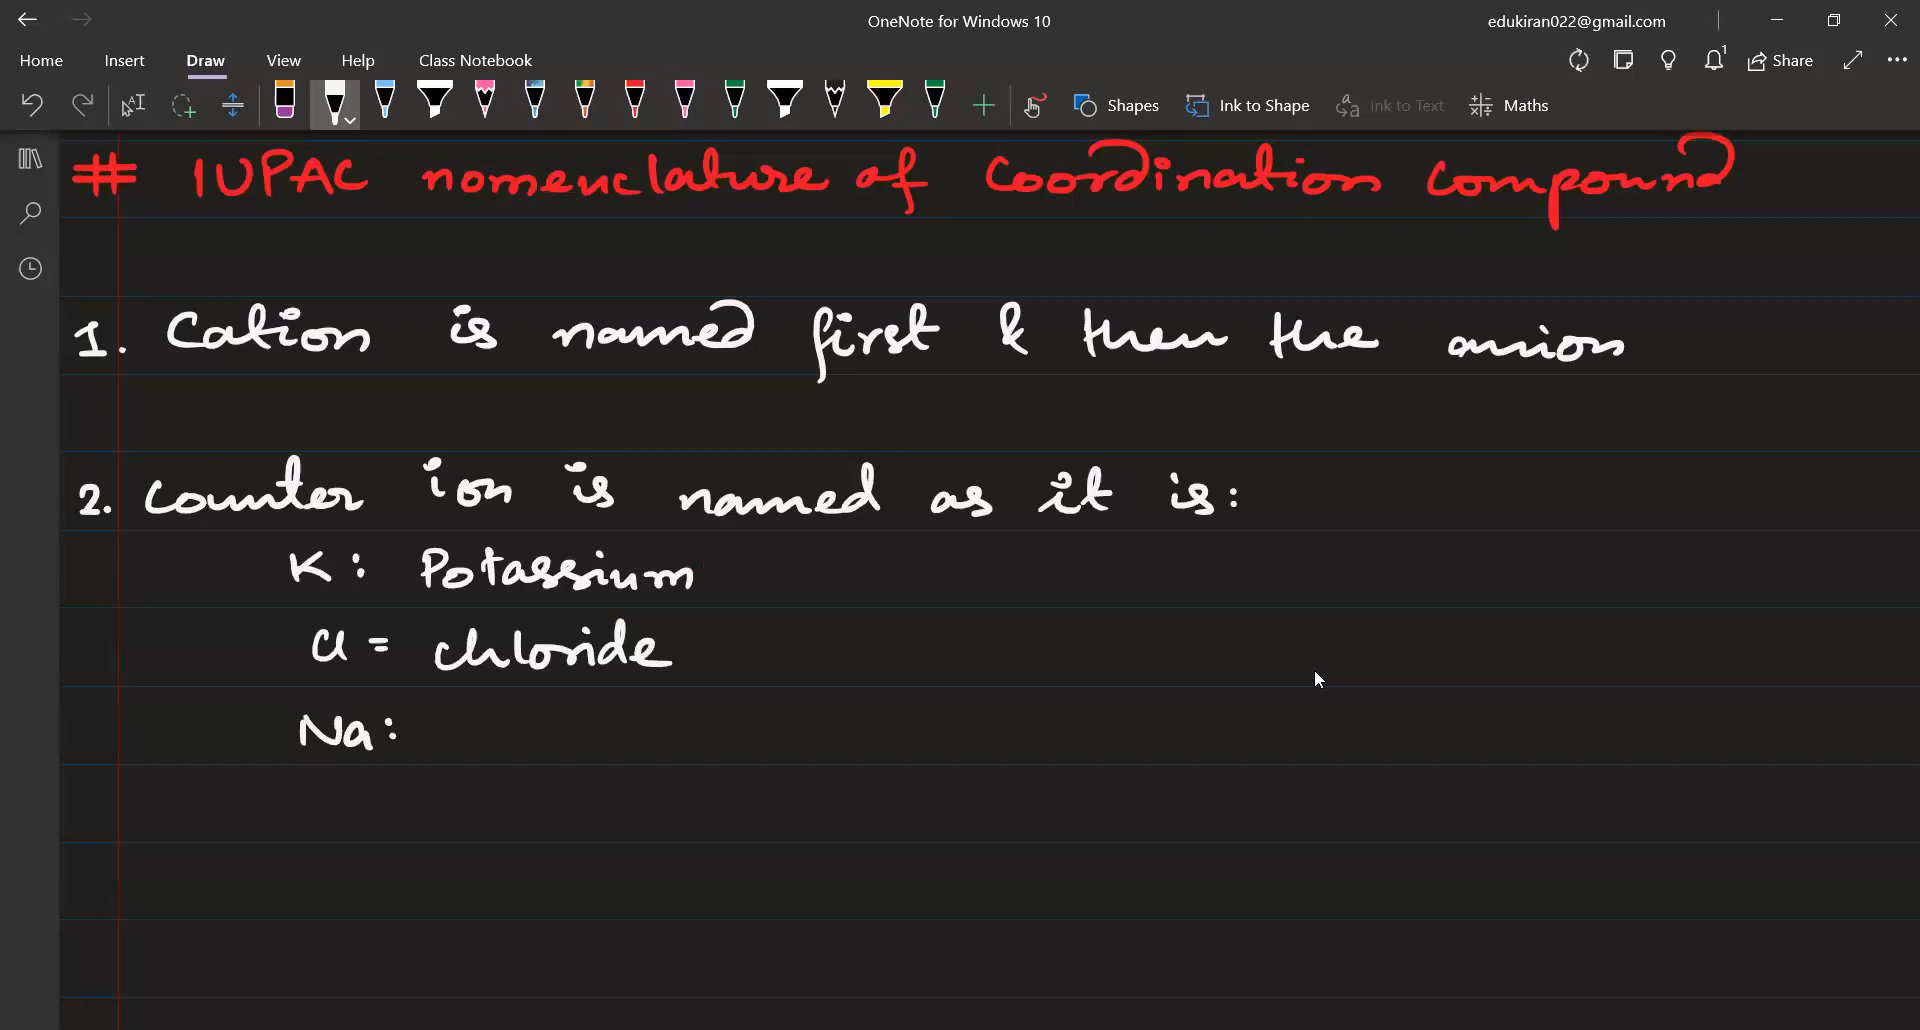 OneNote for Windows 10
edukiran022@gmail.com
Home Insert Draw View Help Class Notebook
1
Share
Shapes Ink to Shape Ink to Text Maths
# IUPAC nomenclature of Coordination Compound
1. Cation is named first & then the anion
2. Counter ion is named as it is:
K: Potassium
Cl = chloride
Na: